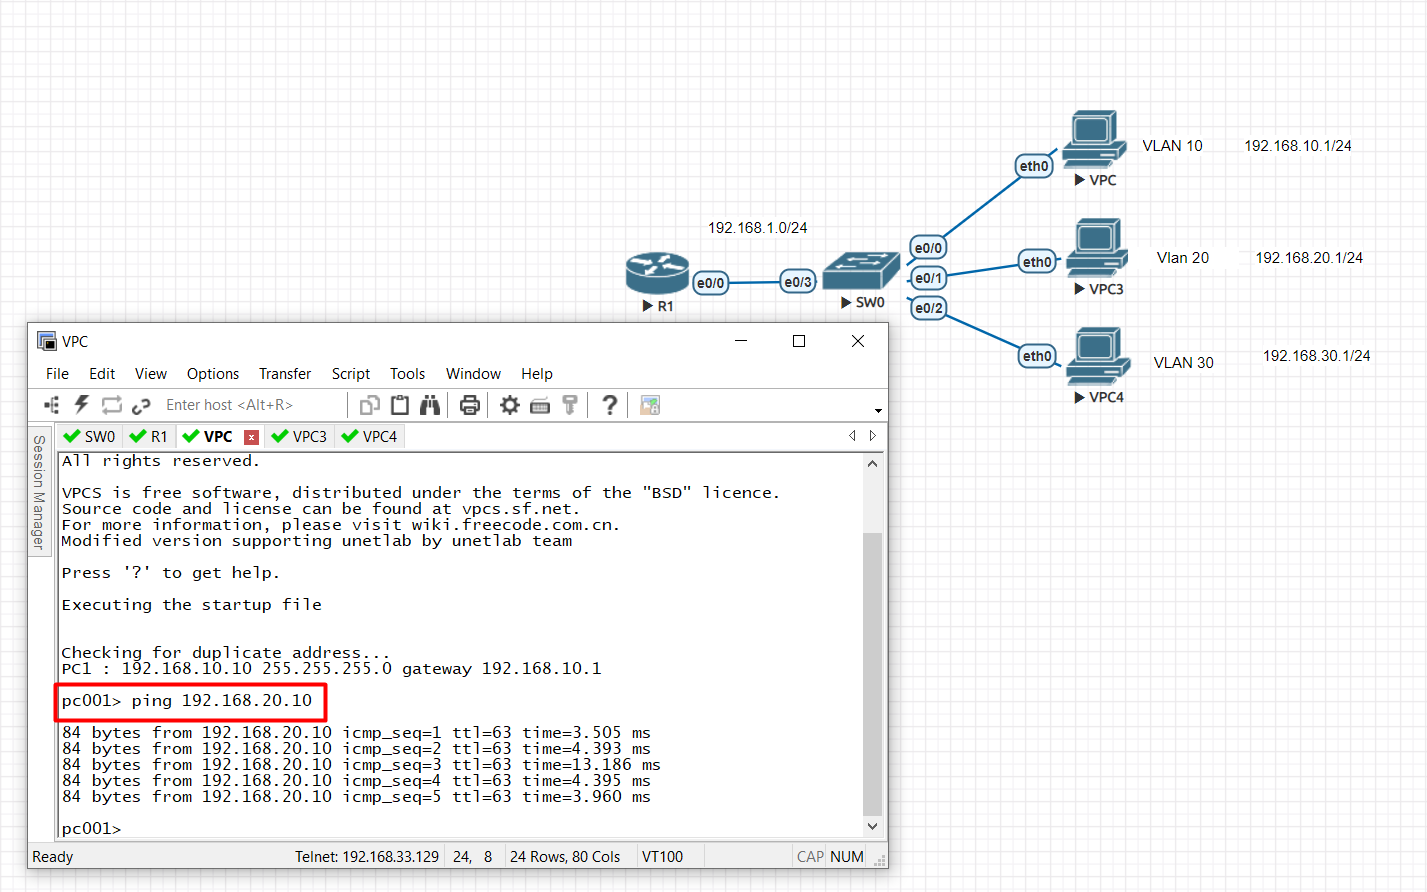 VLAN 10 192.168.10.1/24
eth0
VPC
192.168.1.0/24
e0/0
Vlan 20 192.168.20.1/24
eth0
e0/1
e0/0
e0/3
VPC3
R1
SW0
e0/2
eth0
VLAN 30 192.168.30.1/24
VPC4
VPC
File Edit View Options Transfer Script Tools Window Help
Enter host <Alt+R>
SW0 R1 VPC x VPC3 VPC4
Session Manager
All rights reserved.
VPCS is free software, distributed under the terms of the "BSD" licence.
Source code and license can be found at vpcs.sf.net.
For more information, please visit wiki.freecode.com.cn.
Modified version supporting unetlab by unetlab team
Press '?' to get help.
Executing the startup file
Checking for duplicate address...
PC1 : 192.168.10.10 255.255.255.0 gateway 192.168.10.1
pc001> ping 192.168.20.10
84 bytes from 192.168.20.10 icmp_seq=1 ttl=63 time=3.505 ms
84 bytes from 192.168.20.10 icmp_seq=2 ttl=63 time=4.393 ms
84 bytes from 192.168.20.10 icmp_seq=3 ttl=63 time=13.186 ms
84 bytes from 192.168.20.10 icmp_seq=4 ttl=63 time=4.395 ms
84 bytes from 192.168.20.10 icmp_seq=5 ttl=63 time=3.960 ms
pc001>
Ready Telnet: 192.168.33.129 24, 8 24 Rows, 80 Cols VT100 CAP NUM